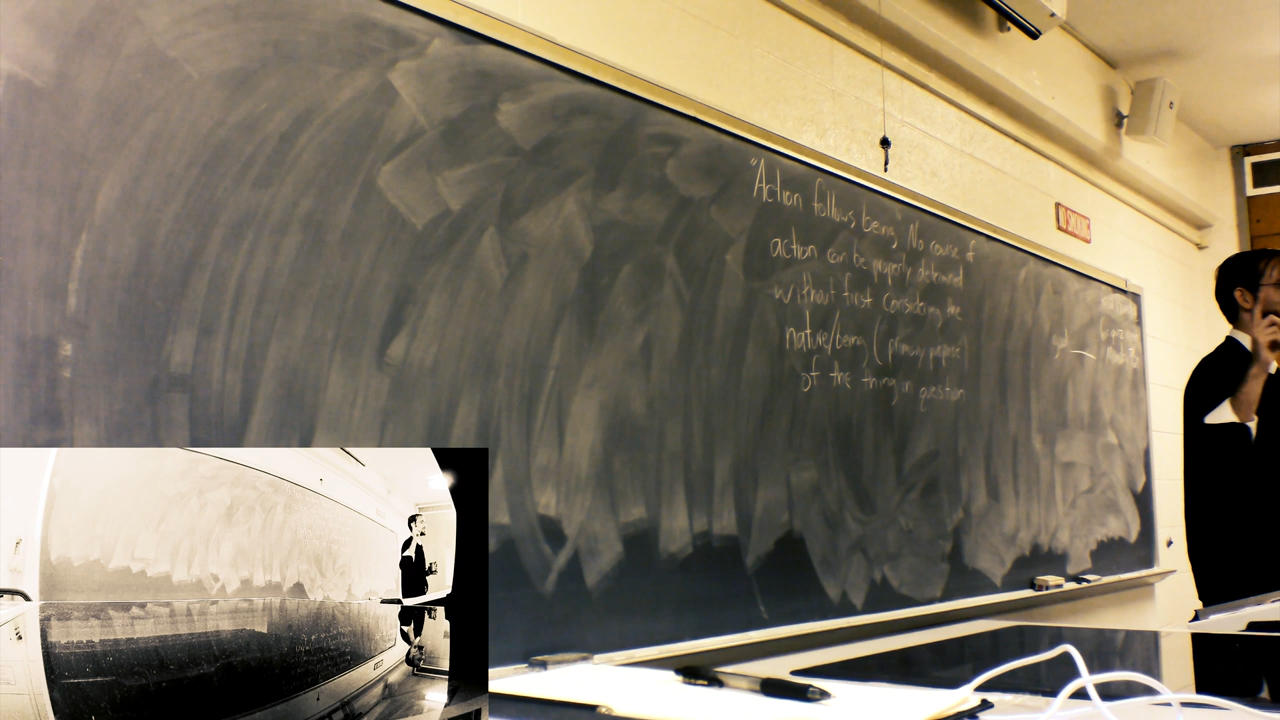 "Action follows being" No course of
action can be properly determined
without first considering the
nature/being (primary purpose)
of the thing in question
NO SMOKING